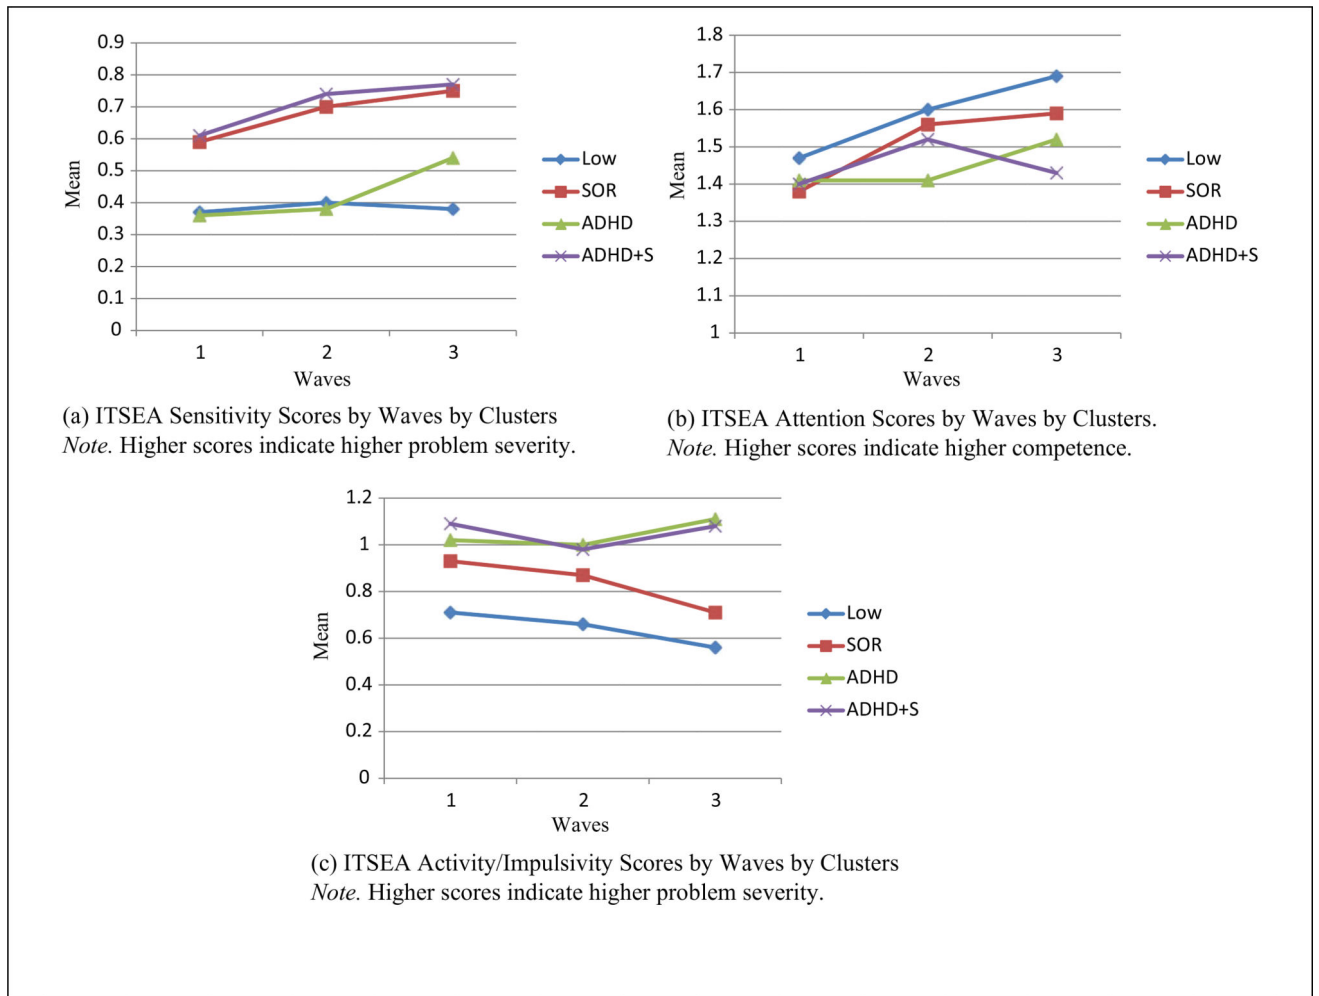 0.9
0.8
0.7
0.6
0.5
0.4
0.3
0.2
0.1
0
Mean
1 2 3
Waves
Low
SOR
ADHD
ADHD+S
(a) ITSEA Sensitivity Scores by Waves by Clusters
Note. Higher scores indicate higher problem severity.
1.8
1.7
1.6
1.5
1.4
1.3
1.2
1.1
1
Mean
1 2 3
Waves
Low
SOR
ADHD
ADHD+S
(b) ITSEA Attention Scores by Waves by Clusters.
Note. Higher scores indicate higher competence.
1.2
1
0.8
0.6
0.4
0.2
0
Mean
1 2 3
Waves
Low
SOR
ADHD
ADHD+S
(c) ITSEA Activity/Impulsivity Scores by Waves by Clusters
Note. Higher scores indicate higher problem severity.